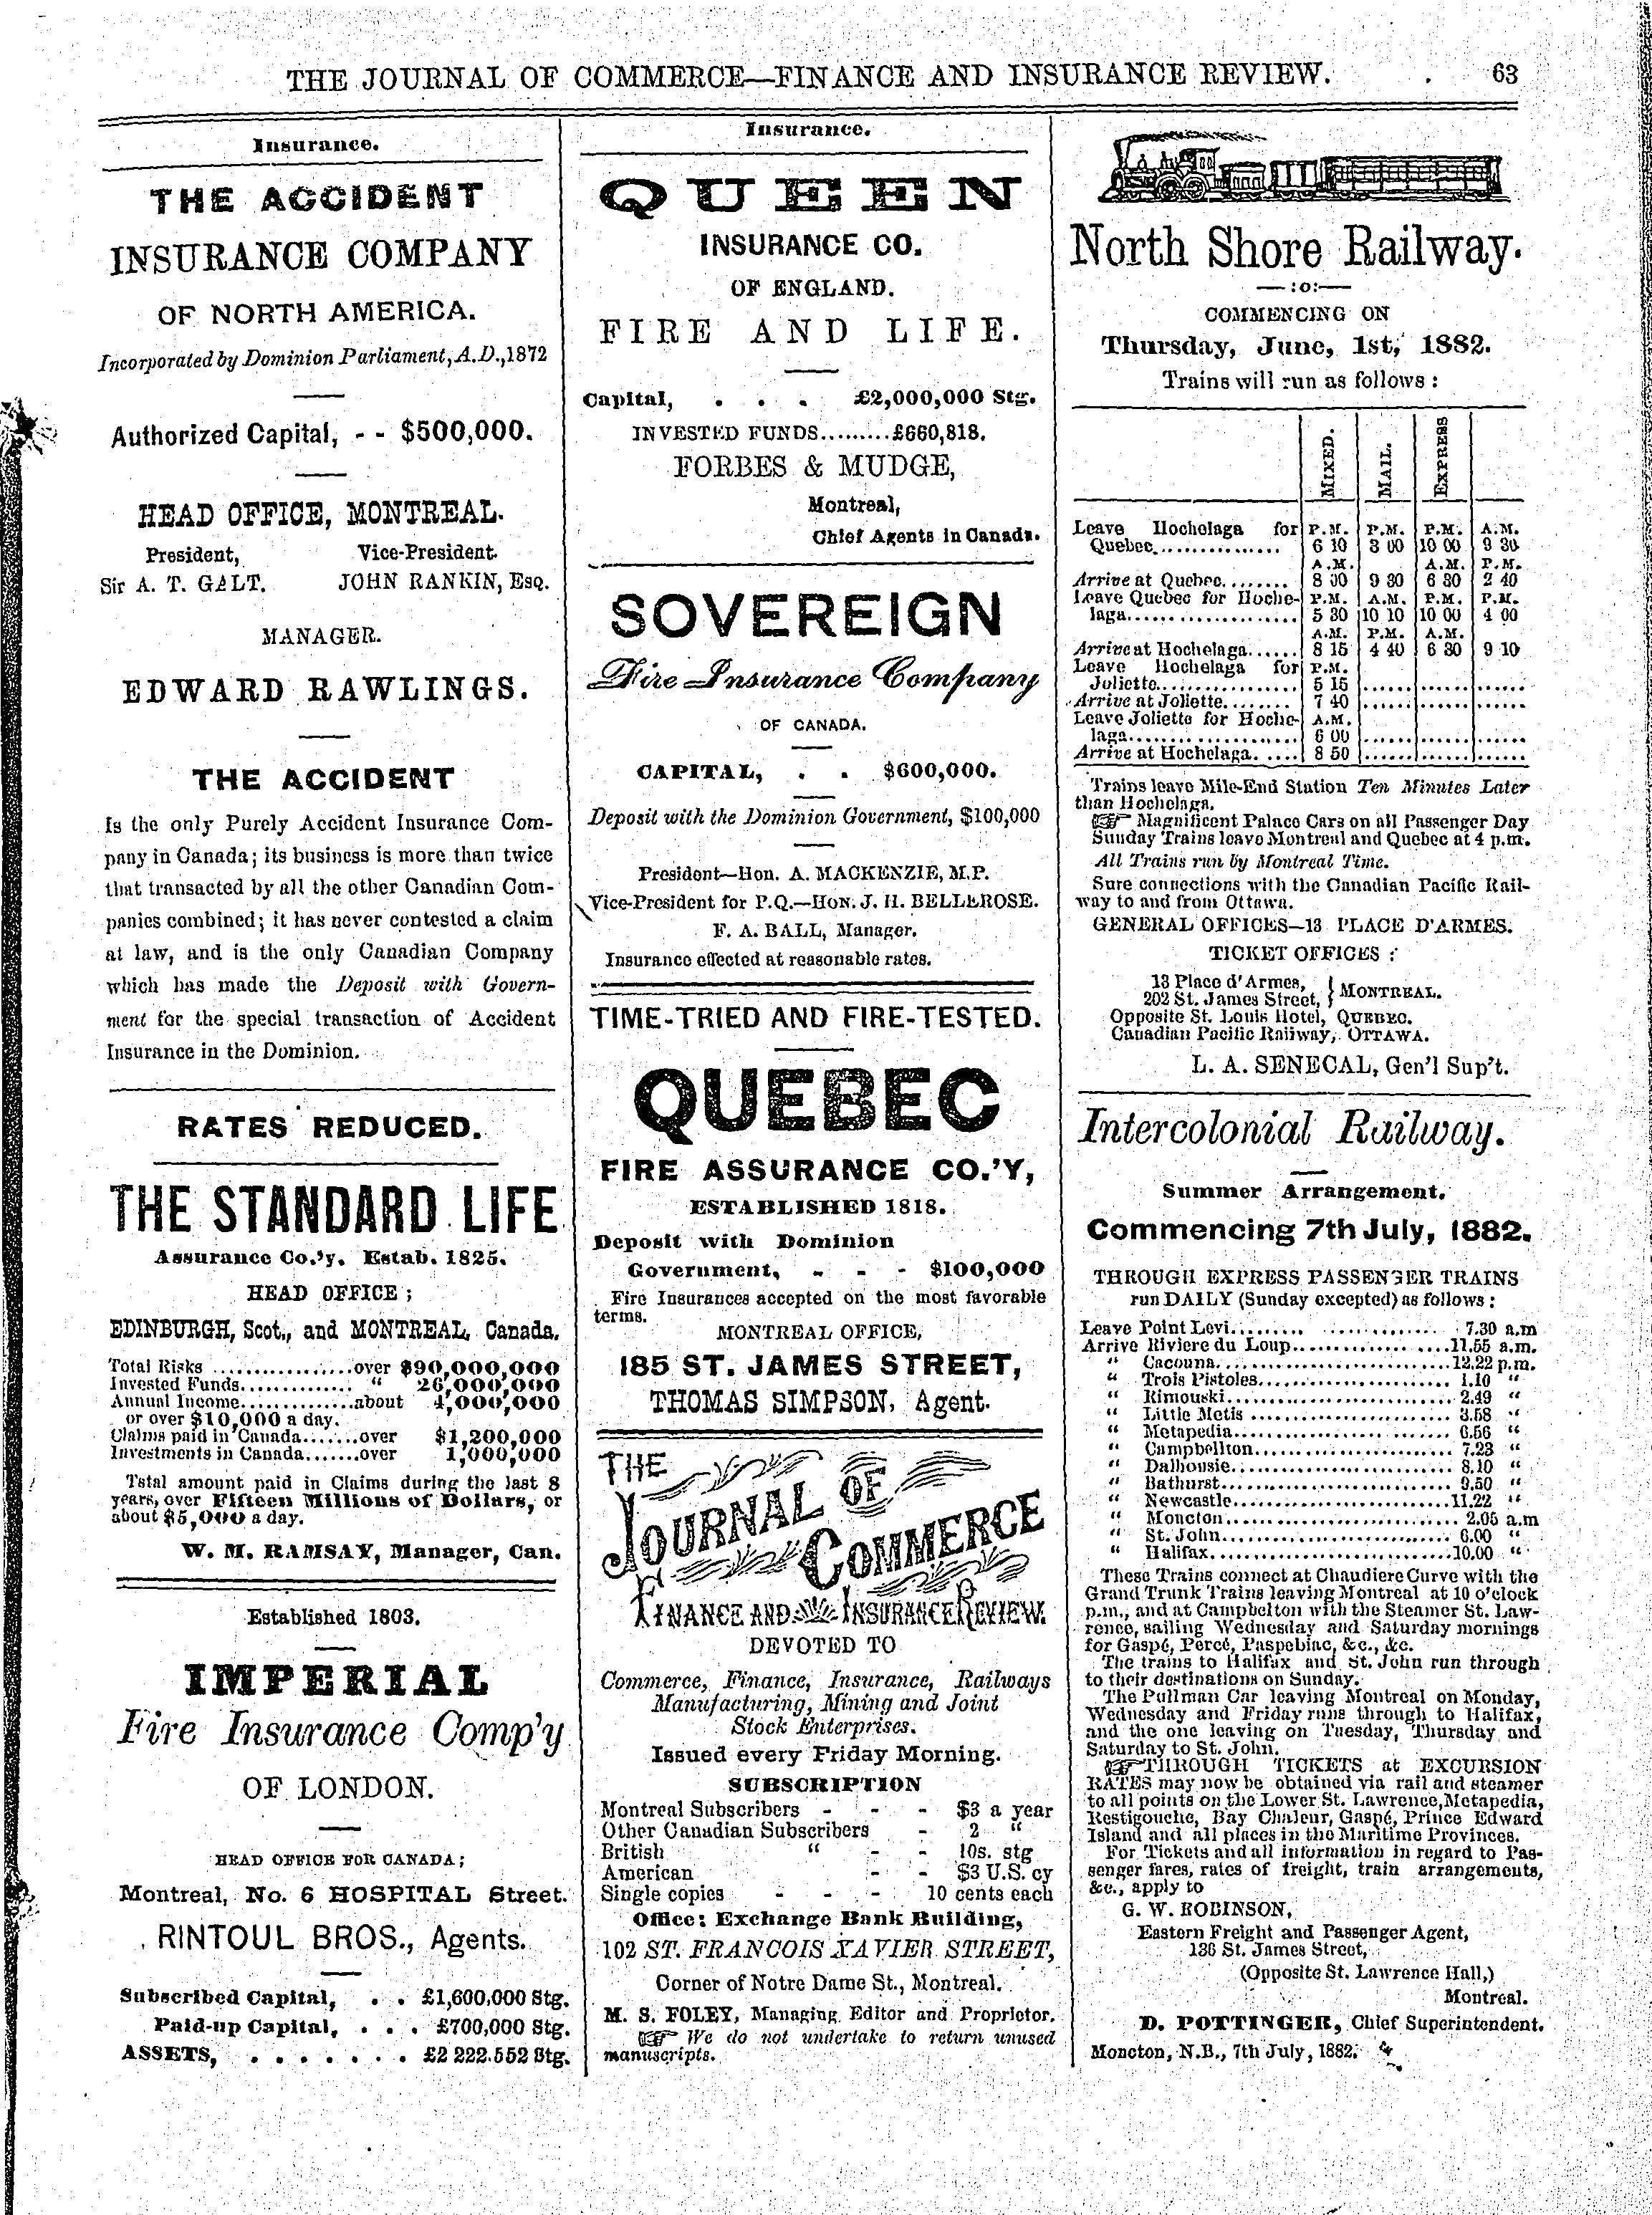 THE JOURNAL OF COMMERCE—FINANCE AND INSURANCE REVIEW. 63
Insurance.
THE ACCIDENT
INSURANCE COMPANY
OF NORTH AMERICA.
Incorporated by Dominion Parliament, A.D., 1872
Authorized Capital, - - $500,000.
HEAD OFFICE, MONTREAL.
President, Vice-President.
Sir A. T. GALT. JOHN RANKIN, Esq.
MANAGER.
EDWARD RAWLINGS.
THE ACCIDENT
Is the only Purely Accident Insurance Com-
pany in Canada; its business is more than twice
that transacted by all the other Canadian Com-
panies combined; it has never contested a claim
at law, and is the only Canadian Company
which has made the Deposit with Govern-
ment for the special transaction of Accident
Insurance in the Dominion.
RATES REDUCED.
THE STANDARD LIFE
Assurance Co.'y. Estab. 1825.
HEAD OFFICE;
EDINBURGH, Scot., and MONTREAL, Canada.
Total Risks ................over $90,000,000
Invested Funds.............. " 26,000,000
Annual Income..............about 4,000,000
or over $10,000 a day.
Claims paid in Canada.......over $1,200,000
Investments in Canada.......over 1,000,000
Tstal amount paid in Claims during the last 8
years, over Fifteen Millions of Dollars, or
about $5,000 a day.
W. M. RAMSAY, Manager, Can.
Established 1803.
IMPERIAL
Fire Insurance Comp'y
OF LONDON.
HEAD OFFICE FOR CANADA;
Montreal, No. 6 HOSPITAL Street.
RINTOUL BROS., Agents.
Subscribed Capital, . . £1,600,000 Stg.
Paid-up Capital, . . . £700,000 Stg.
ASSETS, . . . . . . . £2 222.552 Stg.
Insurance.
QUEEN
INSURANCE CO.
OF ENGLAND.
FIRE AND LIFE.
Capital, . . . £2,000,000 Stg.
INVESTED FUNDS.........£660,818.
FORBES & MUDGE,
Montreal,
Chief Agents in Canada.
SOVEREIGN
Fire Insurance Company
OF CANADA.
CAPITAL, . . $600,000.
Deposit with the Dominion Government, $100,000
President—Hon. A. MACKENZIE, M.P.
Vice-President for P.Q.—Hon. J. H. BELLEROSE.
F. A. BALL, Manager.
Insurance effected at reasonable rates.
TIME-TRIED AND FIRE-TESTED.
QUEBEC
FIRE ASSURANCE CO.'Y,
ESTABLISHED 1818.
Deposit with Dominion
Government, - - - $100,000
Fire Insurances accepted on the most favorable
terms.
MONTREAL OFFICE,
185 ST. JAMES STREET,
THOMAS SIMPSON, Agent.
THE
JOURNAL OF
COMMERCE
FINANCE AND INSURANCE REVIEW.
DEVOTED TO
Commerce, Finance, Insurance, Railways
Manufacturing, Mining and Joint
Stock Enterprises.
Issued every Friday Morning.
SUBSCRIPTION
Montreal Subscribers - - - $3 a year
Other Canadian Subscribers - 2 "
British " - - 10s. stg
American - - $3 U.S. cy
Single copies - - - 10 cents each
Office: Exchange Bank Building,
102 ST. FRANCOIS XAVIER STREET,
Corner of Notre Dame St., Montreal.
M. S. FOLEY, Managing Editor and Proprietor.
We do not undertake to return unused
manuscripts.
North Shore Railway.
—:o:—
COMMENCING ON
Thursday, June, 1st, 1882.
Trains will run as follows:
MIXED. MAIL. EXPRESS
Leave Hochelaga for P.M. P.M. P.M. A.M.
Quebec................ 6 10 3 00 10 00 9 30
A.M. A.M. P.M.
Arrive at Quebec......... 8 00 9 30 6 30 2 40
Leave Quebec for Hoche- P.M. A.M. P.M. P.M.
laga..................... 5 30 10 10 10 00 4 00
A.M. P.M. A.M.
Arrive at Hochelaga...... 8 15 4 40 6 30 9 10
Leave Hochelaga for P.M.
Joliette................. 5 15
Arrive at Joliette........ 7 40
Leave Joliette for Hoche- A.M.
laga..................... 6 00
Arrive at Hochelaga...... 8 50
Trains leave Mile-End Station Ten Minutes Later
than Hochelaga.
Magnificent Palace Cars on all Passenger Day
Sunday Trains leave Montreal and Quebec at 4 p.m.
All Trains run by Montreal Time.
Sure connections with the Canadian Pacific Rail-
way to and from Ottawa.
GENERAL OFFICES—13 PLACE D'ARMES.
TICKET OFFICES:
13 Place d'Armes,
202 St. James Street, } MONTREAL.
Opposite St. Louis Hotel, QUEBEC.
Canadian Pacific Railway, OTTAWA.
L. A. SENECAL, Gen'l Sup't.
Intercolonial Railway.
Summer Arrangement.
Commencing 7th July, 1882.
THROUGH EXPRESS PASSENGER TRAINS
run DAILY (Sunday excepted) as follows:
Leave Point Levi......... .............. 7.30 a.m
Arrive Riviere du Loup.................11.55 a.m.
" Cacouna.............................12.22 p.m.
" Trois Pistoles........................ 1.10 "
" Rimouski............................ 2.49 "
" Little Metis ......................... 3.58 "
" Metapedia........................... 6.56 "
" Campbellton......................... 7.23 "
" Dalhousie........................... 8.10 "
" Bathurst............................ 9.50 "
" Newcastle...........................11.22 "
" Moncton............................ 2.05 a.m
" St. John............................. 6.00 "
" Halifax..............................10.00 "
These Trains connect at Chaudiere Curve with the
Grand Trunk Trains leaving Montreal at 10 o'clock
p.m., and at Campbelton with the Steamer St. Law-
rence, sailing Wednesday and Saturday mornings
for Gaspé, Percé, Paspebiac, &c., &c.
The trains to Halifax and St. John run through
to their destinations on Sunday.
The Pullman Car leaving Montreal on Monday,
Wednesday and Friday runs through to Halifax,
and the one leaving on Tuesday, Thursday and
Saturday to St. John.
THROUGH TICKETS at EXCURSION
RATES may now be obtained via rail and steamer
to all points on the Lower St. Lawrence, Metapedia,
Restigouche, Bay Chaleur, Gaspé, Prince Edward
Island and all places in the Maritime Provinces.
For Tickets and all information in regard to Pas-
senger fares, rates of freight, train arrangements,
&c., apply to
G. W. ROBINSON,
Eastern Freight and Passenger Agent,
136 St. James Street,
(Opposite St. Lawrence Hall,)
Montreal.
D. POTTINGER, Chief Superintendent.
Moncton, N.B., 7th July, 1882.